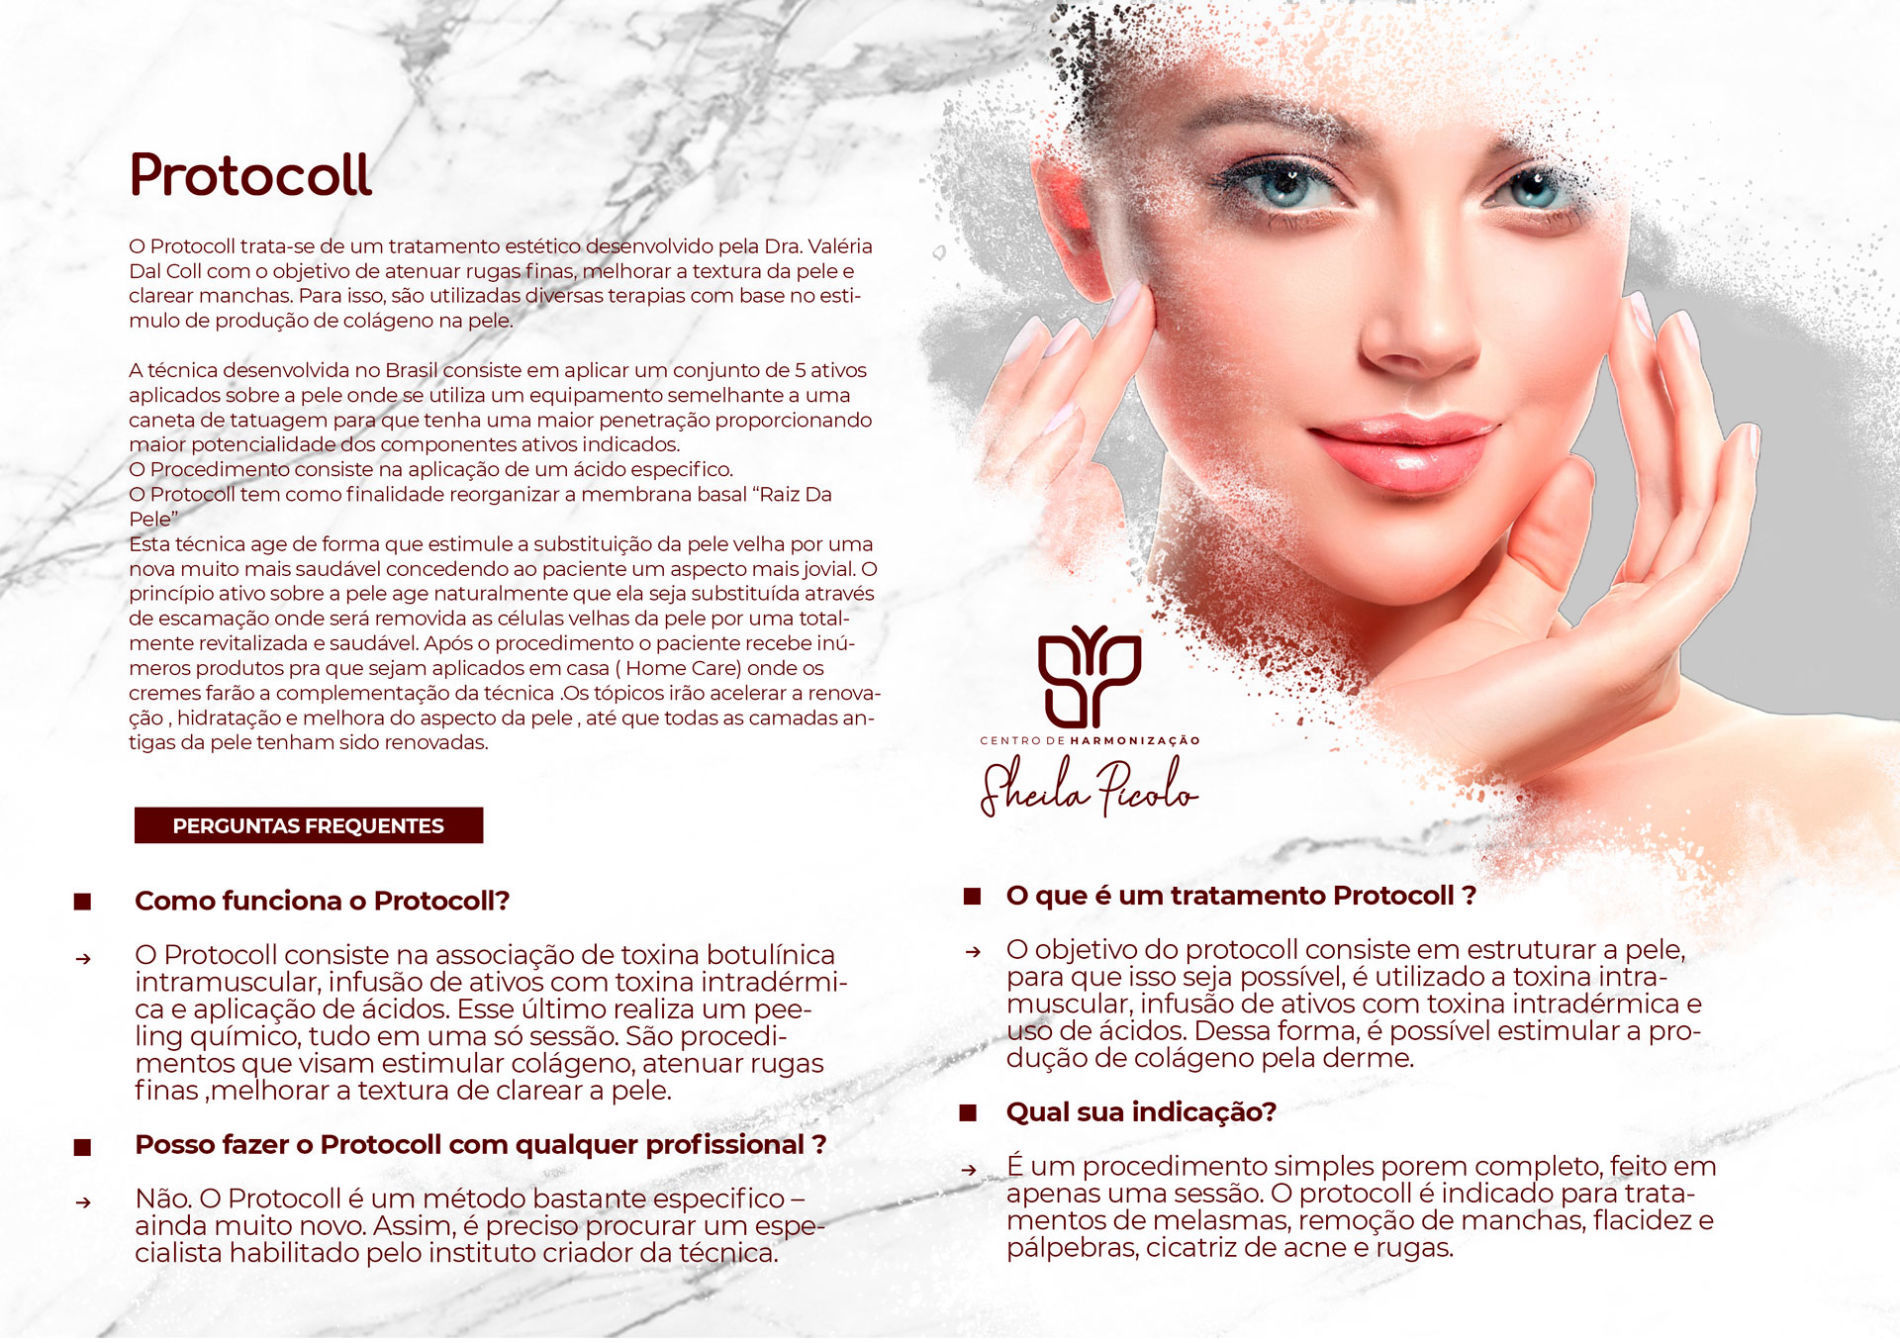 Protocoll
O Protocoll trata-se de um tratamento estético desenvolvido pela Dra. Valéria
Dal Coll com o objetivo de atenuar rugas finas, melhorar a textura da pele e
clarear manchas. Para isso, são utilizadas diversas terapias com base no esti-
mulo de produção de colágeno na pele.
A técnica desenvolvida no Brasil consiste em aplicar um conjunto de 5 ativos
aplicados sobre a pele onde se utiliza um equipamento semelhante a uma
caneta de tatuagem para que tenha uma maior penetração proporcionando
maior potencialidade dos componentes ativos indicados.
O Procedimento consiste na aplicação de um ácido especifico.
O Protocoll tem como finalidade reorganizar a membrana basal “Raiz Da
Pele”
Esta técnica age de forma que estimule a substituição da pele velha por uma
nova muito mais saudável concedendo ao paciente um aspecto mais jovial. O
princípio ativo sobre a pele age naturalmente que ela seja substituída através
de escamação onde será removida as células velhas da pele por uma total-
mente revitalizada e saudável. Após o procedimento o paciente recebe inú-
meros produtos pra que sejam aplicados em casa ( Home Care) onde os
cremes farão a complementação da técnica .Os tópicos irão acelerar a renova-
ção , hidratação e melhora do aspecto da pele , até que todas as camadas an-
tigas da pele tenham sido renovadas.
CENTRO DE HARMONIZAÇÃO
Sheila Picolo
PERGUNTAS FREQUENTES
Como funciona o Protocoll?
O Protocoll consiste na associação de toxina botulínica
intramuscular, infusão de ativos com toxina intradérmi-
ca e aplicação de ácidos. Esse último realiza um pee-
ling químico, tudo em uma só sessão. São procedi-
mentos que visam estimular colágeno, atenuar rugas
finas ,melhorar a textura de clarear a pele.
Posso fazer o Protocoll com qualquer profissional ?
Não. O Protocoll é um método bastante especifico –
ainda muito novo. Assim, é preciso procurar um espe-
cialista habilitado pelo instituto criador da técnica.
O que é um tratamento Protocoll ?
O objetivo do protocoll consiste em estruturar a pele,
para que isso seja possível, é utilizado a toxina intra-
muscular, infusão de ativos com toxina intradérmica e
uso de ácidos. Dessa forma, é possível estimular a pro-
dução de colágeno pela derme.
Qual sua indicação?
É um procedimento simples porem completo, feito em
apenas uma sessão. O protocoll é indicado para trata-
mentos de melasmas, remoção de manchas, flacidez e
pálpebras, cicatriz de acne e rugas.